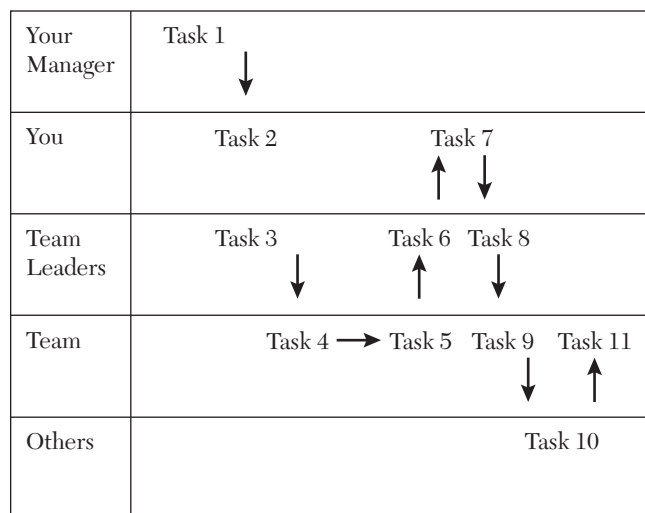 Your
Manager
Task 1
You
Task 2
Task 7
Team
Leaders
Task 3
Task 6
Task 8
Team
Task 4
Task 5
Task 9
Task 11
Others
Task 10